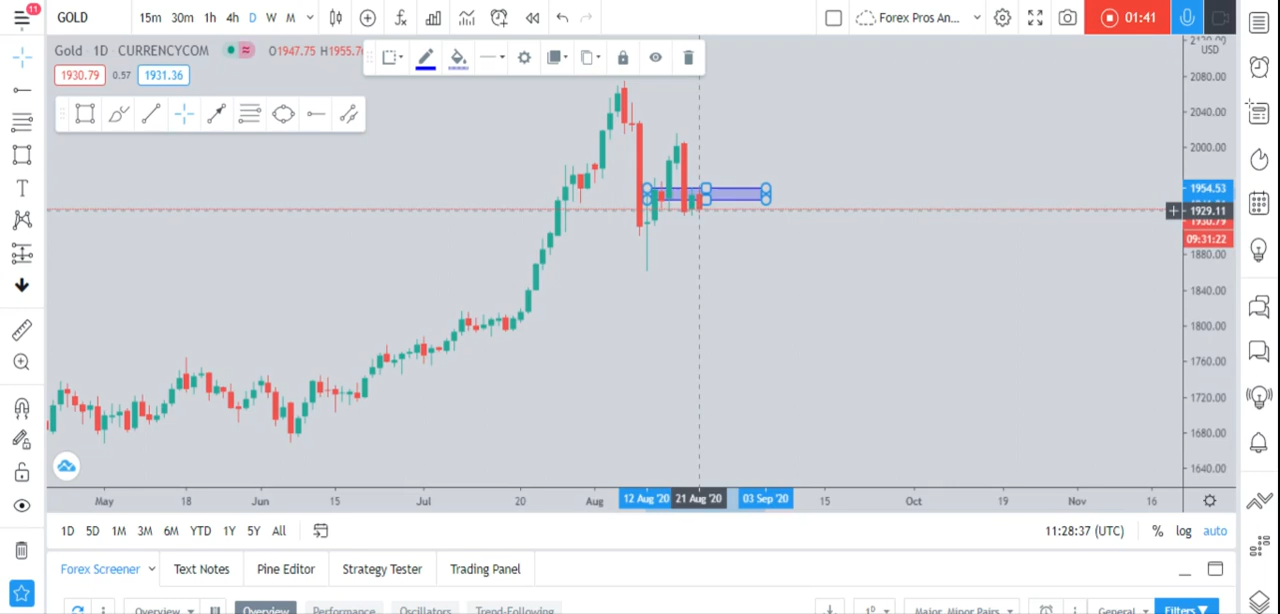 11
GOLD
15m 30m 1h 4h D W M
Forex Pros An...
01:41
Gold · 1D CURRENCYCOM
O1947.75 H1955.7
1930.79 0.57 1931.36
USD
2080.00
2040.00
2000.00
1954.53
1929.11
1930.79
09:31:22
1880.00
1840.00
1800.00
1760.00
1720.00
1680.00
1640.00
May 18 Jun 15 Jul 20 Aug 12 Aug '20 21 Aug '20 03 Sep '20 15 Oct 19 Nov 16
1D 5D 1M 3M 6M YTD 1Y 5Y All
11:28:37 (UTC) % log auto
Forex Screener Text Notes Pine Editor Strategy Tester Trading Panel
Overview Overview Performance Oscillators Trend-Following 1D Major, Minor Pairs General Filters